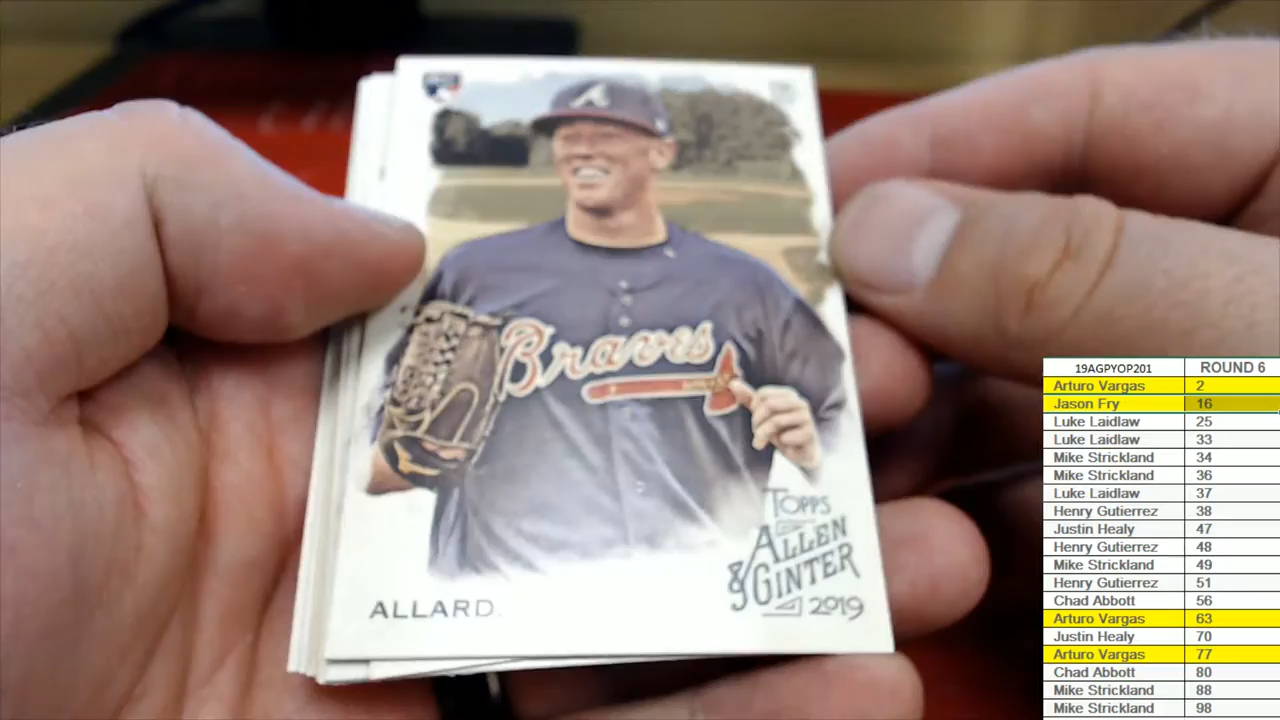 A
Braves
TOPPS
ALLEN
& GINTER
2019
ALLARD
19AGPYOP201 ROUND 6
Arturo Vargas 2
Jason Fry 16
Luke Laidlaw 25
Luke Laidlaw 33
Mike Strickland 34
Mike Strickland 36
Luke Laidlaw 37
Henry Gutierrez 38
Justin Healy 47
Henry Gutierrez 48
Mike Strickland 49
Henry Gutierrez 51
Chad Abbott 56
Arturo Vargas 63
Justin Healy 70
Arturo Vargas 77
Chad Abbott 80
Mike Strickland 88
Mike Strickland 98